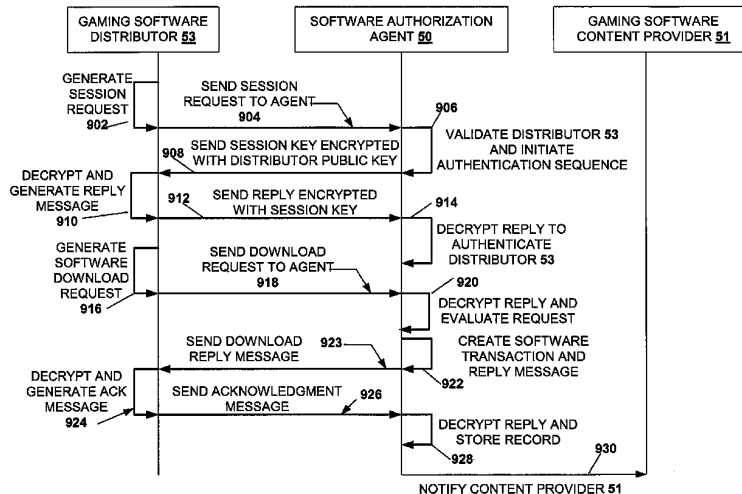 GAMING SOFTWARE
DISTRIBUTOR 53
SOFTWARE AUTHORIZATION
AGENT 50
GAMING SOFTWARE
CONTENT PROVIDER 51
GENERATE
SESSION
REQUEST
902
SEND SESSION
REQUEST TO AGENT
904
906
VALIDATE DISTRIBUTOR 53
AND INITIATE
AUTHENTICATION SEQUENCE
SEND SESSION KEY ENCRYPTED
WITH DISTRIBUTOR PUBLIC KEY
908
DECRYPT AND
GENERATE REPLY
MESSAGE
910
912
SEND REPLY ENCRYPTED
WITH SESSION KEY
914
DECRYPT REPLY TO
AUTHENTICATE
DISTRIBUTOR 53
GENERATE
SOFTWARE
DOWNLOAD
REQUEST
916
SEND DOWNLOAD
REQUEST TO AGENT
918
920
DECRYPT REPLY AND
EVALUATE REQUEST
SEND DOWNLOAD
REPLY MESSAGE
923
CREATE SOFTWARE
TRANSACTION AND
REPLY MESSAGE
922
DECRYPT AND
GENERATE ACK
MESSAGE
924
SEND ACKNOWLEDGMENT
MESSAGE
926
DECRYPT REPLY AND
STORE RECORD
928
930
NOTIFY CONTENT PROVIDER 51